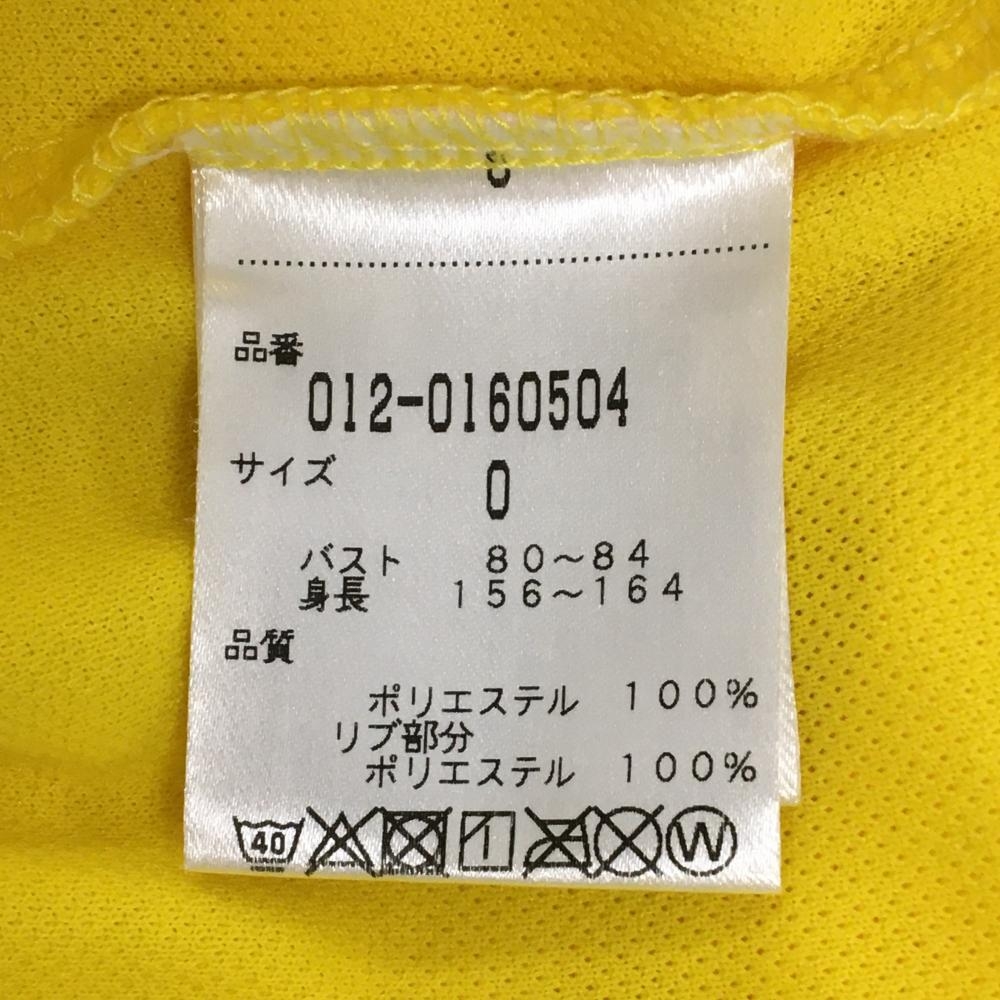 品番
012-0160504
サイズ
0
バスト 80～84
身長 156～164
品質
ポリエステル 100%
リブ部分
ポリエステル 100%
40
W